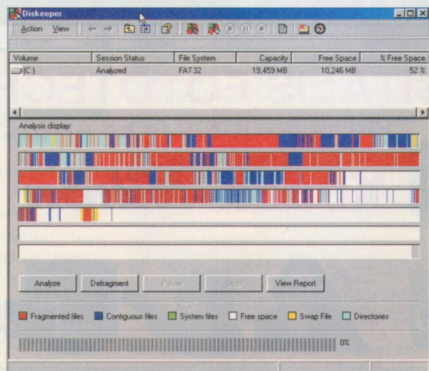 Diskeeper
Action View
Volume Session Status File System Capacity Free Space % Free Space
(C:) Analyzed FAT32 19,459 MB 10,246 MB 52 %
Analysis display:
Analyze Defragment Pause Stop View Report
Fragmented files Contiguous files System files Free space Swap File Directories
0%